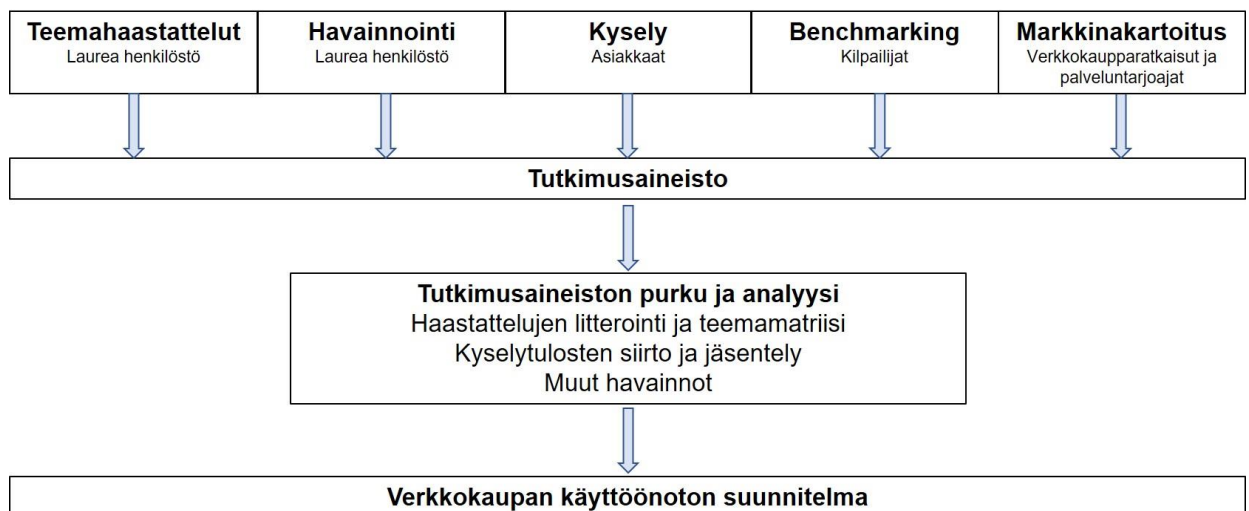 Teemahaastattelut
Laurea henkilöstö
Havainnointi
Laurea henkilöstö
Kysely
Asiakkaat
Benchmarking
Kilpailijat
Markkinakartoitus
Verkkokaupparatkaisut ja
palveluntarjoajat
Tutkimusaineisto
Tutkimusaineiston purku ja analyysi
Haastattelujen litterointi ja teemamatriisi
Kyselytulosten siirto ja jäsentely
Muut havainnot
Verkkokaupan käyttöönoton suunnitelma